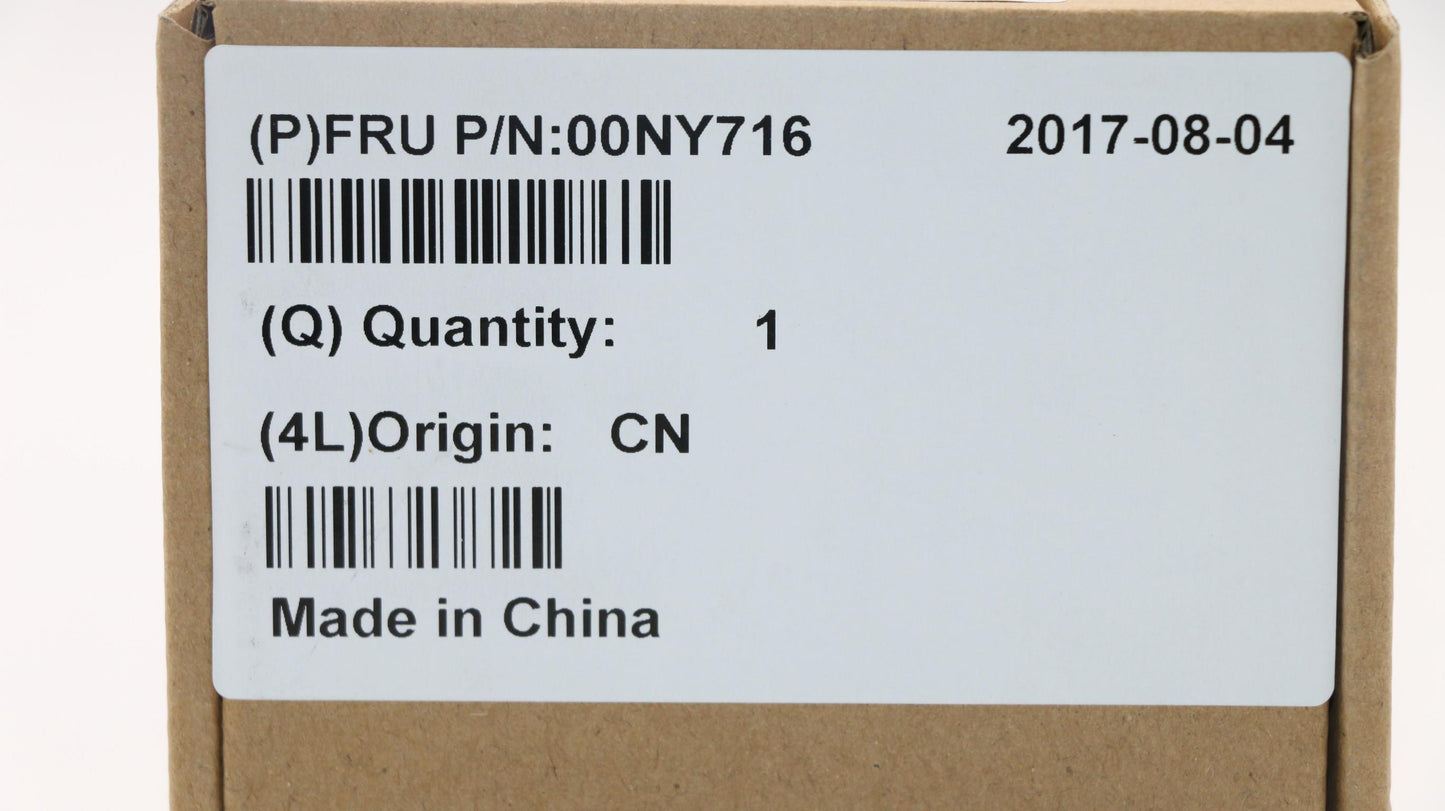 (P)FRU P/N:00NY716 2017-08-04
(Q) Quantity: 1
(4L)Origin: CN
Made in China